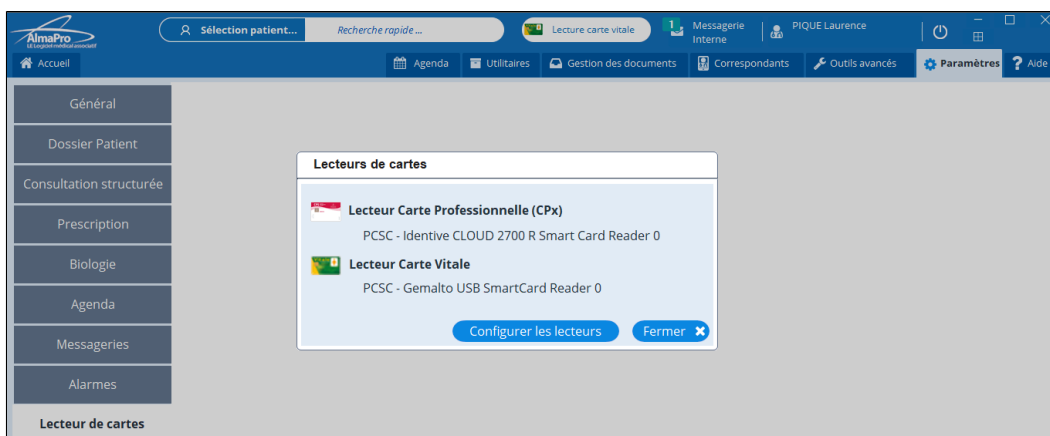 AlmaPro
LE Logiciel médical associatif
Sélection patient...
Recherche rapide ...
Lecture carte vitale
1
Messagerie
Interne
PIQUE Laurence
Accueil
Agenda
Utilitaires
Gestion des documents
Correspondants
Outils avancés
Paramètres
? Aide
Général
Dossier Patient
Consultation structurée
Prescription
Biologie
Agenda
Messageries
Alarmes
Lecteur de cartes
Lecteurs de cartes
Lecteur Carte Professionnelle (CPx)
PCSC - Identive CLOUD 2700 R Smart Card Reader 0
Lecteur Carte Vitale
PCSC - Gemalto USB SmartCard Reader 0
Configurer les lecteurs
Fermer